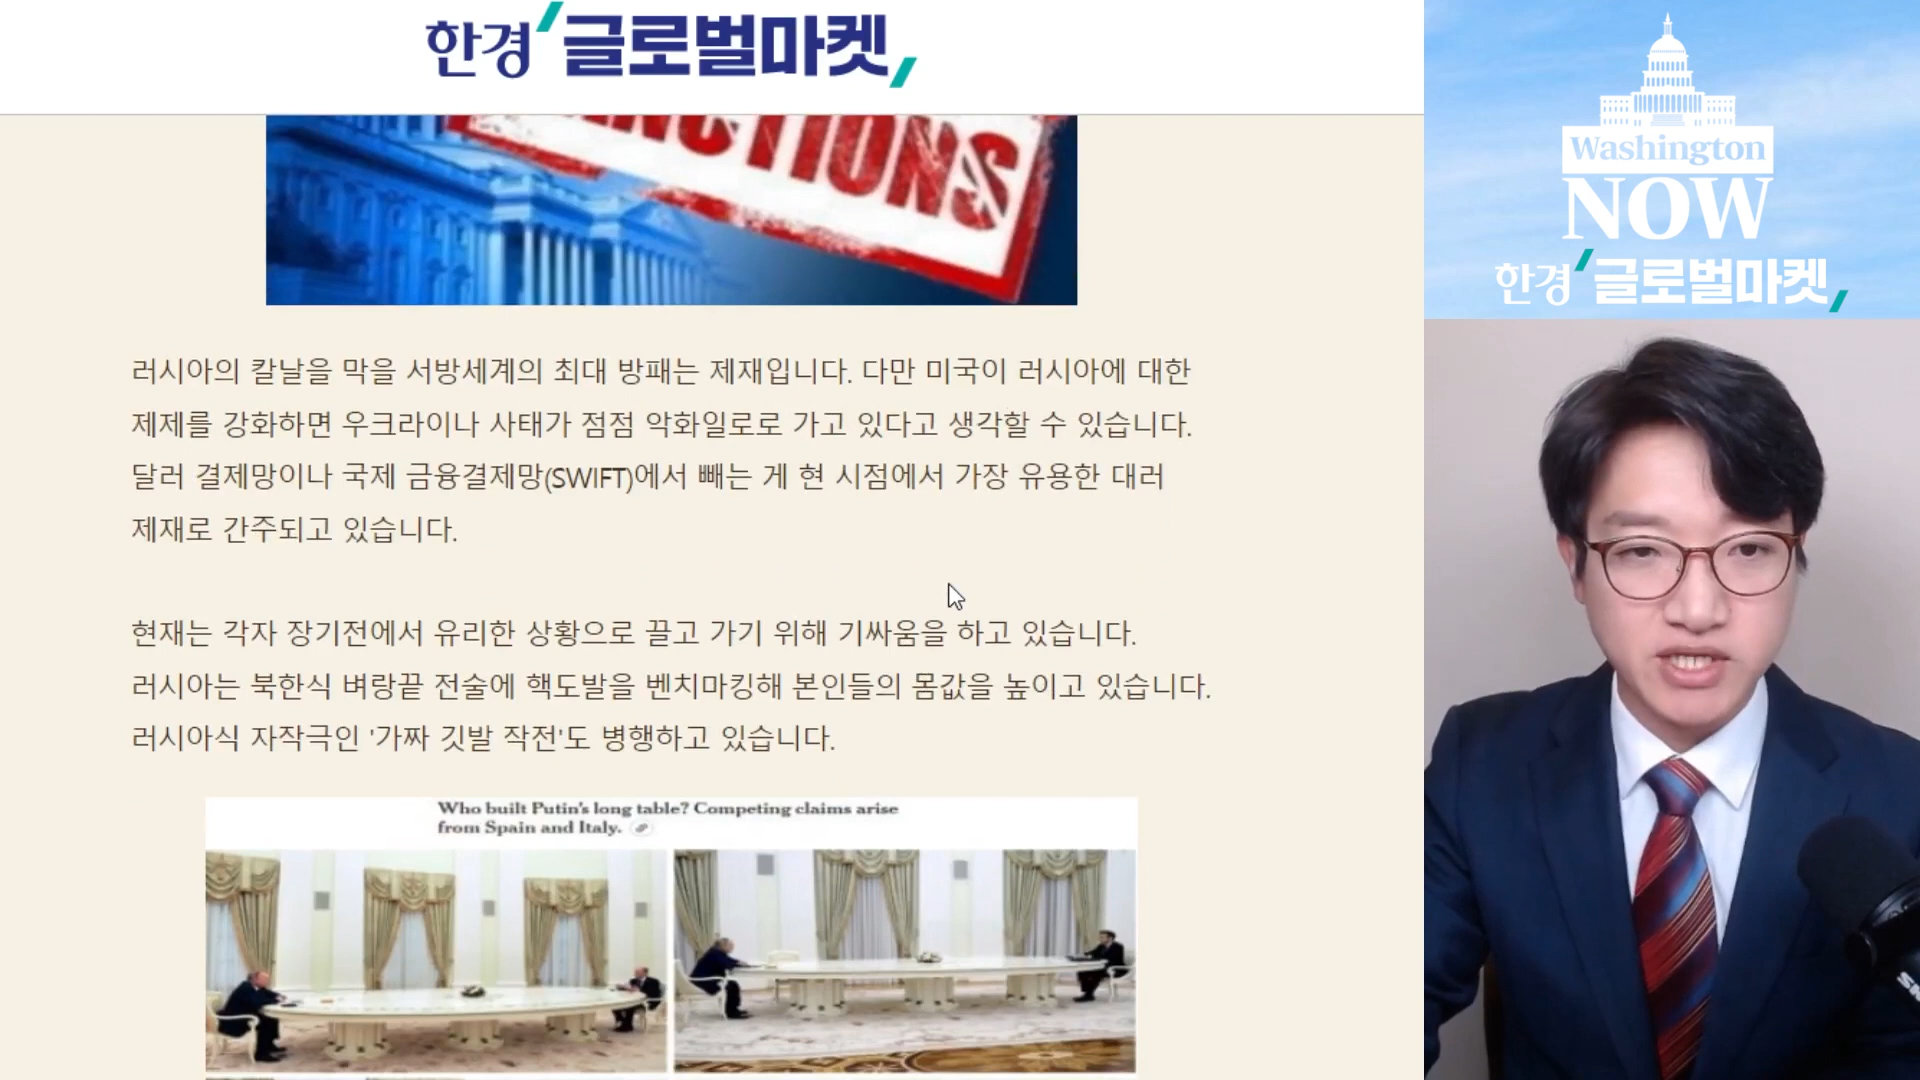 한경 글로벌마켓
NCTIONS
러시아의 칼날을 막을 서방세계의 최대 방패는 제재입니다. 다만 미국이 러시아에 대한
제제를 강화하면 우크라이나 사태가 점점 악화일로로 가고 있다고 생각할 수 있습니다.
달러 결제망이나 국제 금융결제망(SWIFT)에서 빼는 게 현 시점에서 가장 유용한 대러
제재로 간주되고 있습니다.
현재는 각자 장기전에서 유리한 상황으로 끌고 가기 위해 기싸움을 하고 있습니다.
러시아는 북한식 벼랑끝 전술에 핵도발을 벤치마킹해 본인들의 몸값을 높이고 있습니다.
러시아식 자작극인 '가짜 깃발 작전'도 병행하고 있습니다.
Who built Putin's long table? Competing claims arise
from Spain and Italy.
Washington
NOW
한경 글로벌마켓